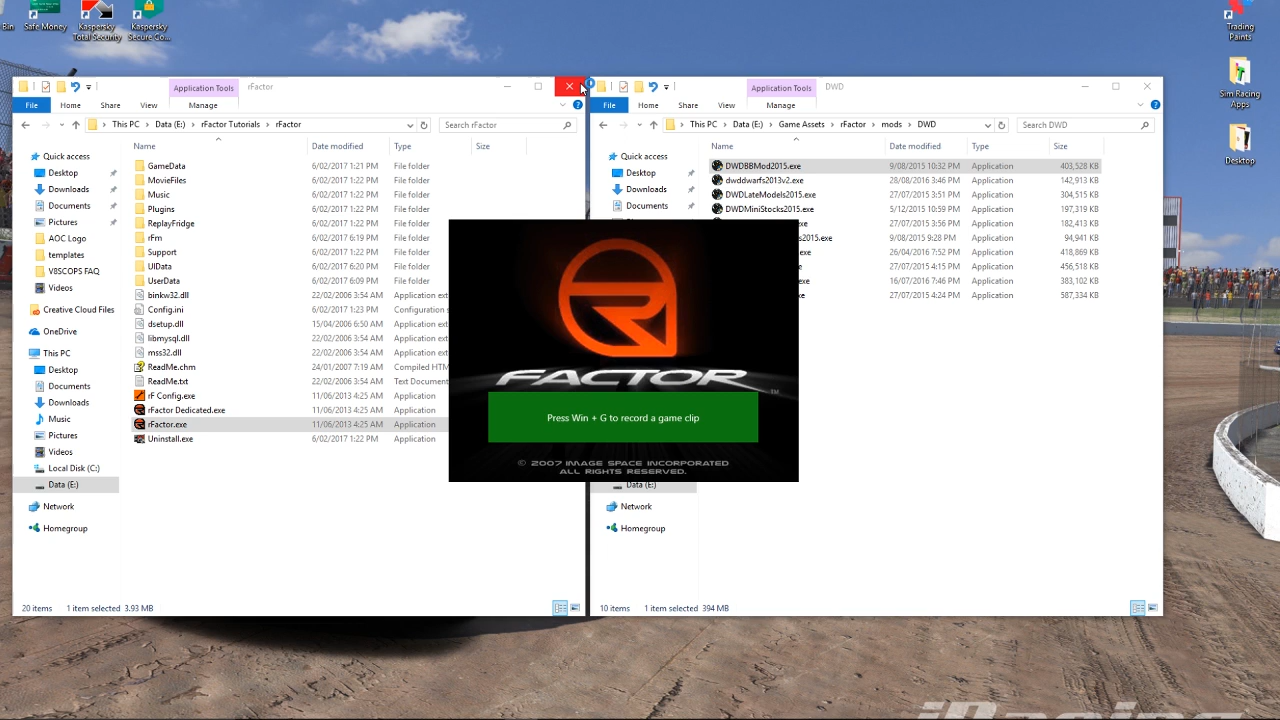 Bin
Safe Money
Kaspersky
Total Security
Kaspersky
Secure Co...
Trading
Paints
Sim Racing
Apps
Desktop
Application Tools
rFactor
File
Home
Share
View
Manage
This PC
Data (E:)
rFactor Tutorials
rFactor
Search rFactor
Name
Date modified
Type
Size
Quick access
Desktop
Downloads
Documents
Pictures
AOC Logo
templates
V8SCOPS FAQ
Videos
Creative Cloud Files
OneDrive
This PC
Desktop
Documents
Downloads
Music
Pictures
Videos
Local Disk (C:)
Data (E:)
Network
Homegroup
GameData 6/02/2017 1:21 PM File folder
MovieFiles 6/02/2017 1:22 PM File folder
Music 6/02/2017 1:22 PM File folder
Plugins 6/02/2017 1:22 PM File folder
ReplayFridge 6/02/2017 1:22 PM File folder
rFm 6/02/2017 6:19 PM File folder
Support 6/02/2017 1:22 PM File folder
UIData 6/02/2017 6:20 PM File folder
UserData 6/02/2017 6:09 PM File folder
binkw32.dll 22/02/2006 3:54 AM Application ext
Config.ini 6/02/2017 1:23 PM Configuration s
dsetup.dll 15/04/2006 6:50 AM Application ext
libmysql.dll 22/02/2006 3:54 AM Application ext
mss32.dll 22/02/2006 3:54 AM Application ext
ReadMe.chm 24/01/2007 7:19 AM Compiled HTM
ReadMe.txt 22/02/2006 3:54 AM Text Document
rF Config.exe 11/06/2013 4:25 AM Application
rFactor Dedicated.exe 11/06/2013 4:25 AM Application
rFactor.exe 11/06/2013 4:25 AM Application
Uninstall.exe 6/02/2017 1:22 PM Application
20 items 1 item selected 3.93 MB
FACTOR
TM
Press Win + G to record a game clip
© 2007 IMAGE SPACE INCORPORATED
ALL RIGHTS RESERVED.
Application Tools
DWD
File
Home
Share
View
Manage
This PC
Data (E:)
Game Assets
rFactor
mods
DWD
Search DWD
Name
Date modified
Type
Size
Quick access
Desktop
Downloads
Documents
Data (E:)
Network
Homegroup
DWDBBMod2015.exe 9/08/2015 10:32 PM Application 403,528 KB
dwddwarfs2013v2.exe 28/08/2016 3:46 PM Application 142,913 KB
DWDLateModels2015.exe 27/07/2015 3:51 PM Application 304,515 KB
DWDMiniStocks2015.exe 5/12/2015 10:59 PM Application 197,319 KB
.exe 27/07/2015 3:56 PM Application 182,413 KB
s2015.exe 9/08/2015 9:28 PM Application 94,941 KB
xe 26/04/2016 7:52 PM Application 418,869 KB
27/07/2015 4:15 PM Application 456,518 KB
16/07/2016 7:46 PM Application 383,102 KB
xe 27/07/2015 4:24 PM Application 587,334 KB
10 items 1 item selected 394 MB
iRacing